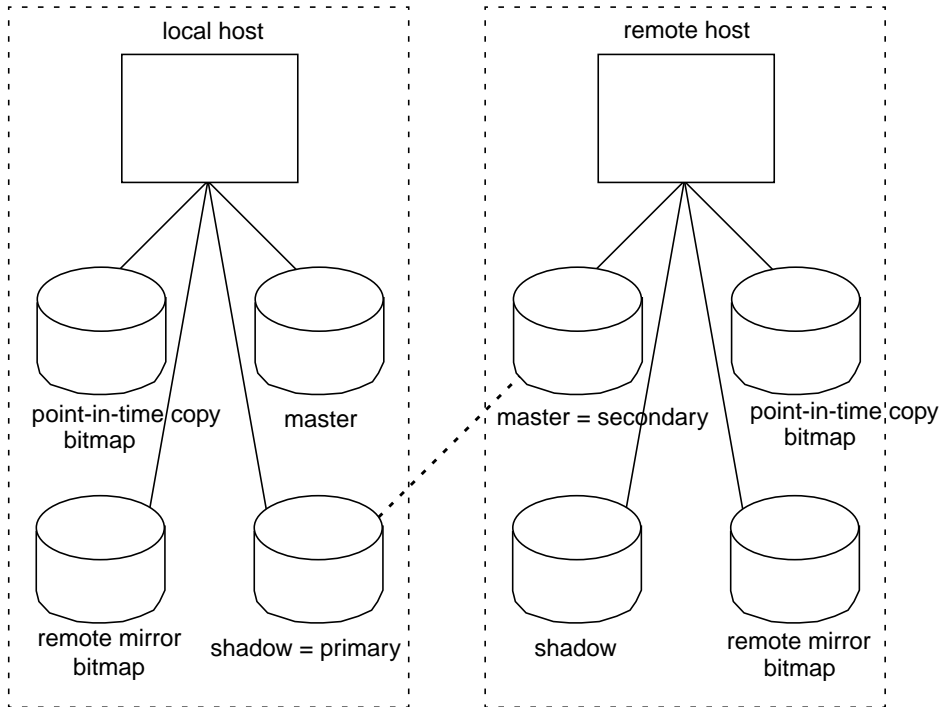 local host
remote host
point-in-time copy
bitmap
master
master = secondary
point-in-time copy
bitmap
remote mirror
bitmap
shadow = primary
shadow
remote mirror
bitmap